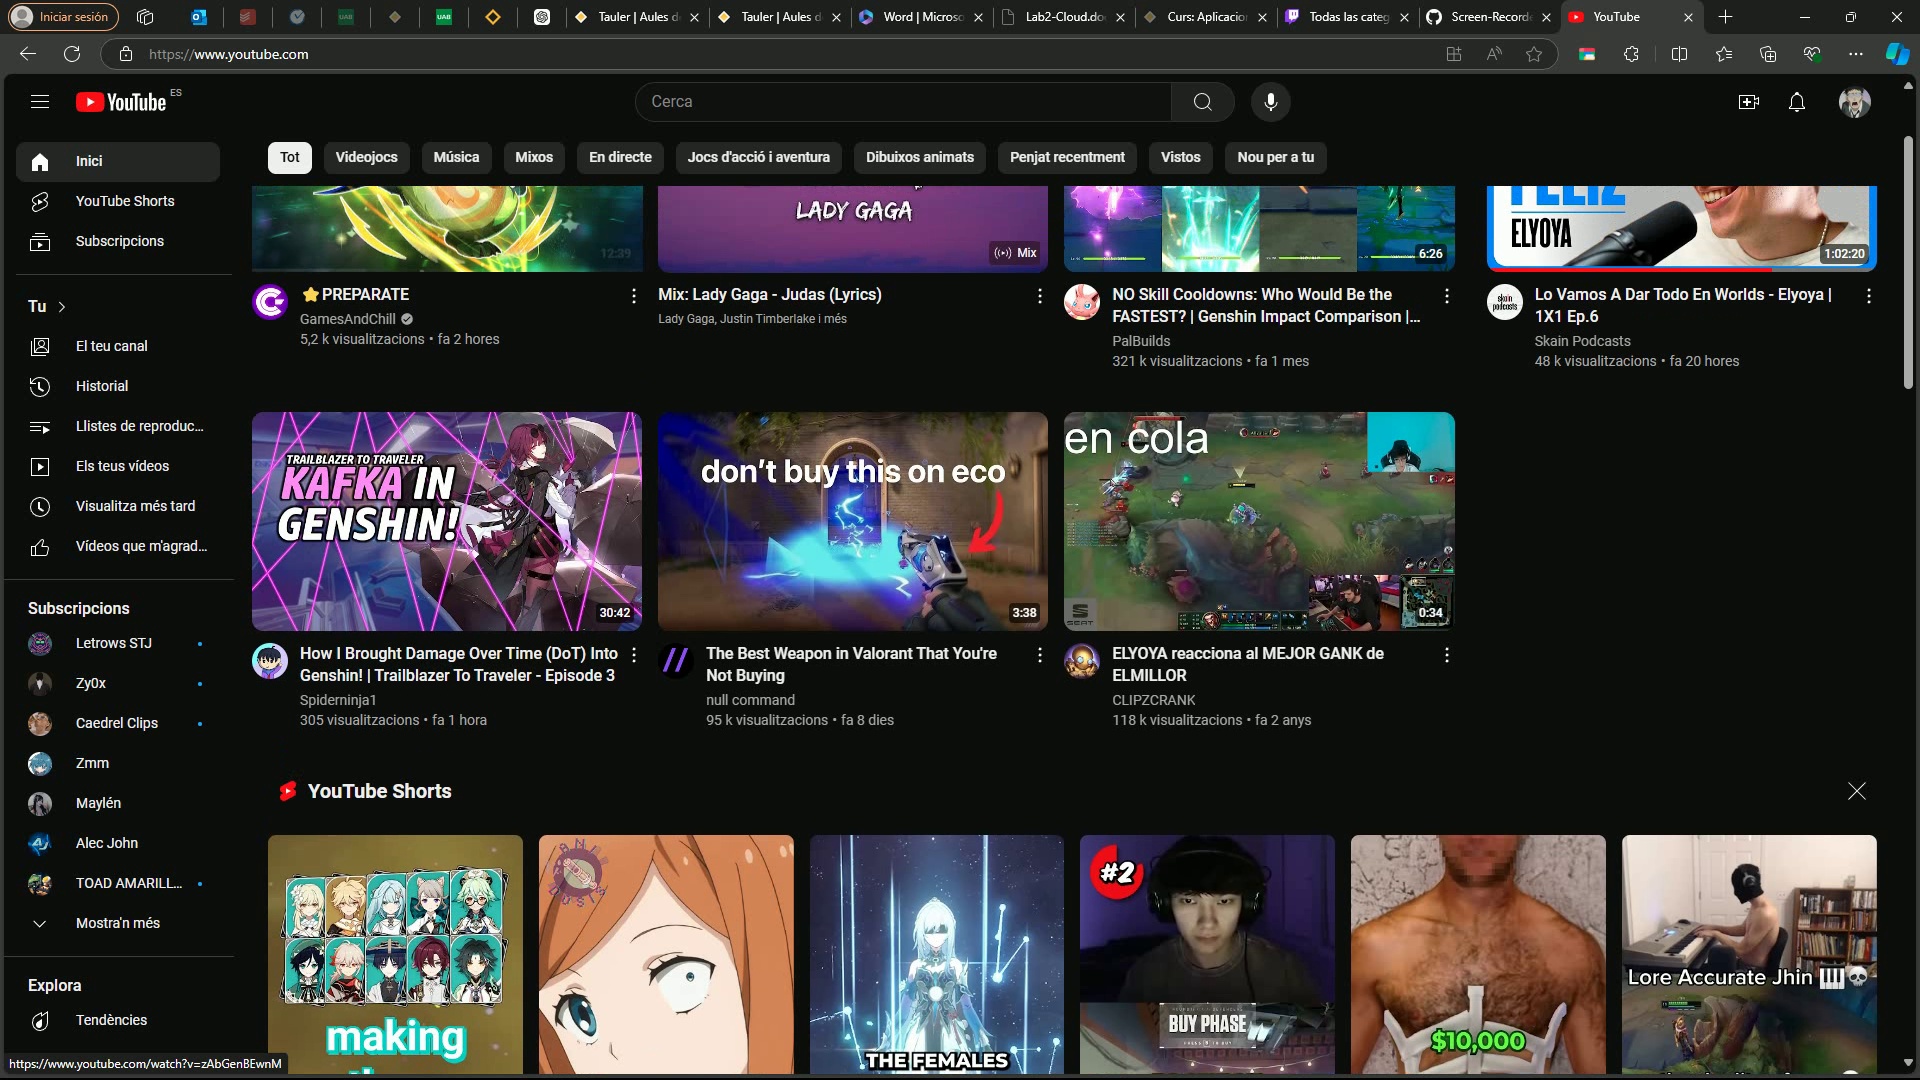 Iniciar sesión
Tauler | Aules d
Tauler | Aules d
Word | Microso
Lab2-Cloud.do
Curs: Aplicacio
Todas las categ
Screen-Record
YouTube
https://www.youtube.com
YouTube ES
Cerca
Inici
YouTube Shorts
Subscripcions
Tu
El teu canal
Historial
Llistes de reproduc...
Els teus vídeos
Visualitza més tard
Vídeos que m'agrad...
Subscripcions
Letrows STJ
Zy0x
Caedrel Clips
Zmm
Maylén
Alec John
TOAD AMARILL...
Mostra'n més
Explora
Tendències
https://www.youtube.com/watch?v=zAbGenBEwnM
Tot
Videojocs
Música
Mixos
En directe
Jocs d'acció i aventura
Dibuixos animats
Penjat recentment
Vistos
Nou per a tu
12:39
LADY GAGA
Mix
6:26
FELIZ
ELYOYA
1:02:20
PREPARATE
GamesAndChill
5,2 k visualitzacions • fa 2 hores
Mix: Lady Gaga - Judas (Lyrics)
Lady Gaga, Justin Timberlake i més
NO Skill Cooldowns: Who Would Be the
FASTEST? | Genshin Impact Comparison |...
PalBuilds
321 k visualitzacions • fa 1 mes
skain
podcasts
Lo Vamos A Dar Todo En Worlds - Elyoya |
1X1 Ep.6
Skain Podcasts
48 k visualitzacions • fa 20 hores
TRAILBLAZER TO TRAVELER
KAFKA IN
GENSHIN!
30:42
How I Brought Damage Over Time (DoT) Into
Genshin! | Trailblazer To Traveler - Episode 3
Spiderninja1
305 visualitzacions • fa 1 hora
don't buy this on eco
3:38
The Best Weapon in Valorant That You're
Not Buying
null command
95 k visualitzacions • fa 8 dies
en cola
SEAT
0:34
ELYOYA reacciona al MEJOR GANK de
ELMILLOR
CLIPZCRANK
118 k visualitzacions • fa 2 anys
YouTube Shorts
making
THE FEMALES
#2
BUY PHASE
$10,000
Lore Accurate Jhin